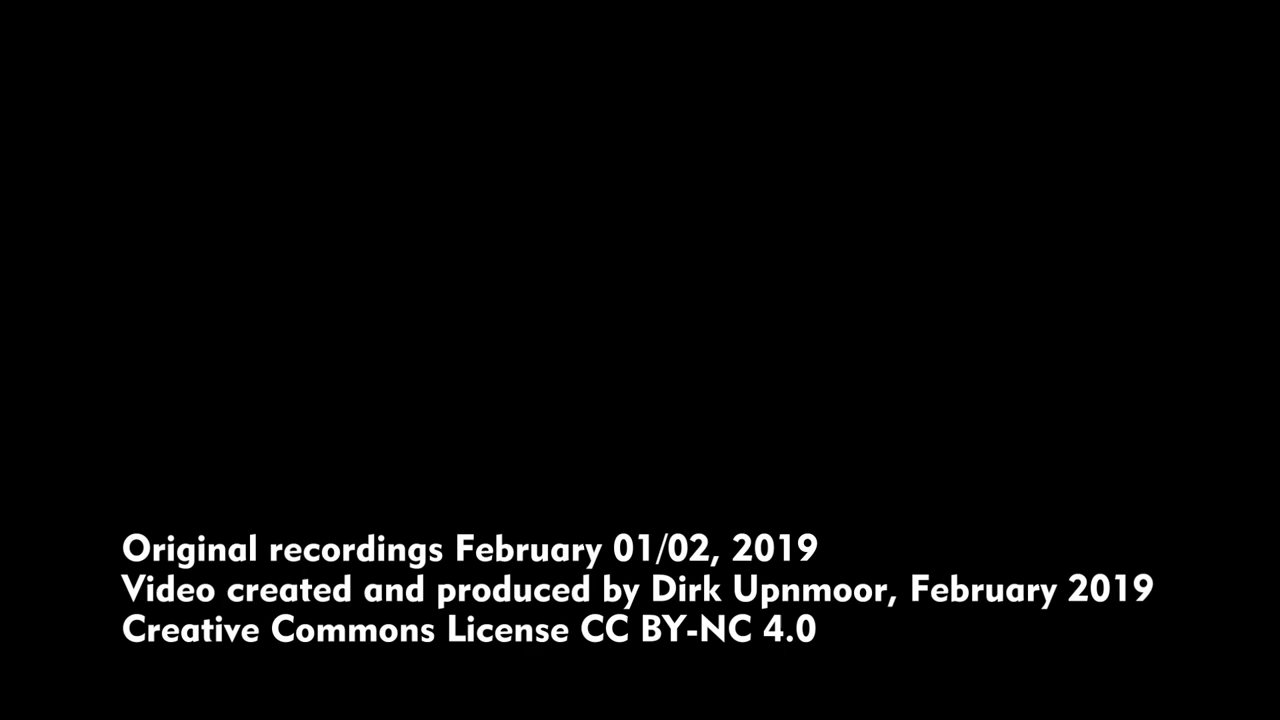 Original recordings February 01/02, 2019
Video created and produced by Dirk Upnmoor, February 2019
Creative Commons License CC BY-NC 4.0